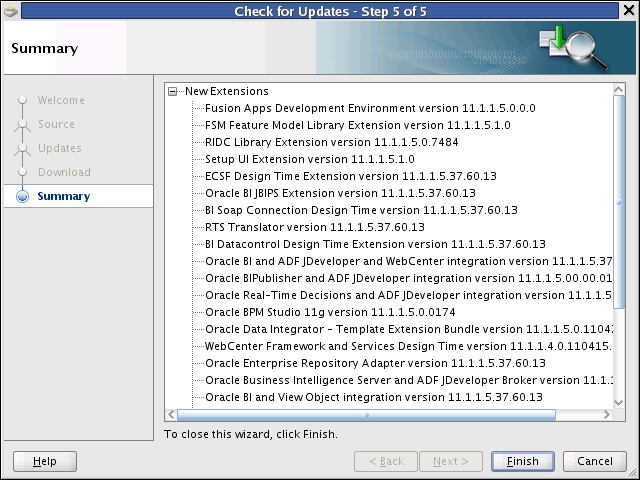 Check for Updates - Step 5 of 5
Summary
Welcome
Source
Updates
Download
Summary
New Extensions
Fusion Apps Development Environment version 11.1.1.5.0.0.0
FSM Feature Model Library Extension version 11.1.1.5.1.0
RIDC Library Extension version 11.1.1.5.0.7484
Setup UI Extension version 11.1.1.5.1.0
ECSF Design Time Extension version 11.1.1.5.37.60.13
Oracle BI JBIPS Extension version 11.1.1.5.37.60.13
BI Soap Connection Design Time version 11.1.1.5.37.60.13
RTS Translator version 11.1.1.5.37.60.13
BI Datacontrol Design Time Extension version 11.1.1.5.37.60.13
Oracle BI and ADF JDeveloper and WebCenter integration version 11.1.1.5.37
Oracle BIPublisher and ADF JDeveloper integration version 11.1.1.5.00.00.01
Oracle Real-Time Decisions and ADF JDeveloper integration version 11.1.1.5
Oracle BPM Studio 11g version 11.1.1.5.0.0174
Oracle Data Integrator - Template Extension Bundle version 11.1.1.5.0.11042
WebCenter Framework and Services Design Time version 11.1.1.4.0.110415.
Oracle Enterprise Repository Adapter version 11.1.1.5.37.60.13
Oracle Business Intelligence Server and ADF JDeveloper Broker version 11.1.1
Oracle BI and View Object integration version 11.1.1.5.37.60.13
To close this wizard, click Finish.
Help
< Back
Next >
Finish
Cancel